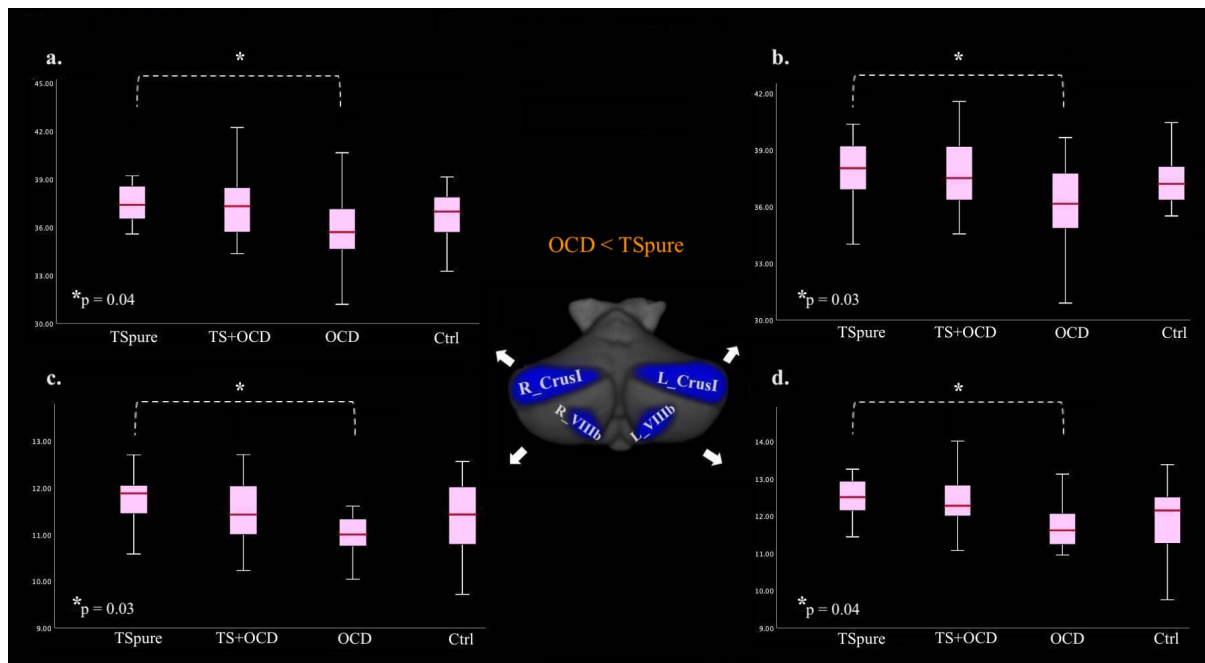 a.
*
45.00
42.00
39.00
36.00
33.00
30.00
*p = 0.04
TSpure TS+OCD OCD Ctrl
b.
*
42.00
39.00
36.00
33.00
30.00
*p = 0.03
TSpure TS+OCD OCD Ctrl
OCD < TSpure
R_CrusI L_CrusI
R_VIIIb L_VIIIb
c.
*
13.00
12.00
11.00
10.00
9.00
*p = 0.03
TSpure TS+OCD OCD Ctrl
d.
*
14.00
13.00
12.00
11.00
10.00
9.00
*p = 0.04
TSpure TS+OCD OCD Ctrl